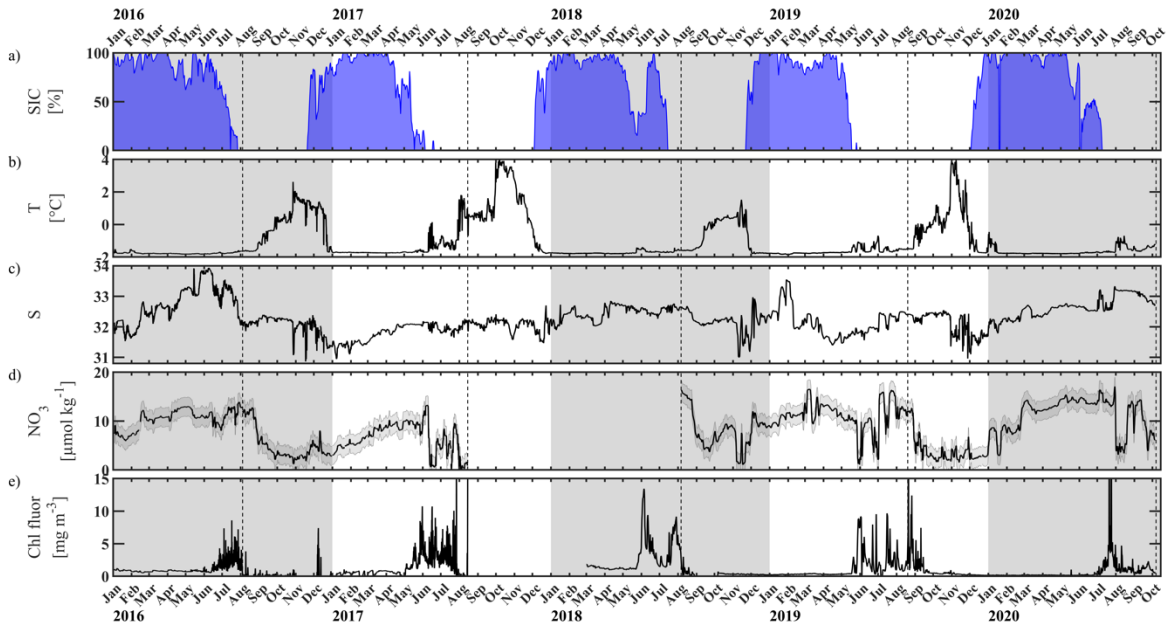 2016 2017 2018 2019 2020
Jan Feb Mar Apr May Jun Jul Aug Sep Oct Nov Dec Jan Feb Mar Apr May Jun Jul Aug Sep Oct Nov Dec Jan Feb Mar Apr May Jun Jul Aug Sep Oct Nov Dec Jan Feb Mar Apr May Jun Jul Aug Sep Oct Nov Dec Jan Feb Mar Apr May Jun Jul Aug Sep Oct
a) SIC [%] 100 50 0
b) T [°C] 4 2 0 -2
c) S 34 33 32 31
d) NO3 [µmol kg-1] 20 10 0
e) Chl fluor [mg m-3] 15 10 5 0
Jan Feb Mar Apr May Jun Jul Aug Sep Oct Nov Dec Jan Feb Mar Apr May Jun Jul Aug Sep Oct Nov Dec Jan Feb Mar Apr May Jun Jul Aug Sep Oct Nov Dec Jan Feb Mar Apr May Jun Jul Aug Sep Oct Nov Dec Jan Feb Mar Apr May Jun Jul Aug Sep Oct
2016 2017 2018 2019 2020